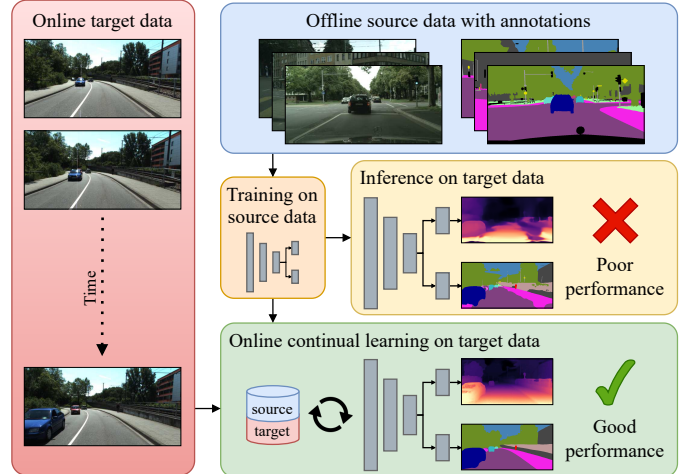 Online target data
Time
Offline source data with annotations
Training on
source data
Inference on target data
Poor
performance
Online continual learning on target data
source
target
Good
performance